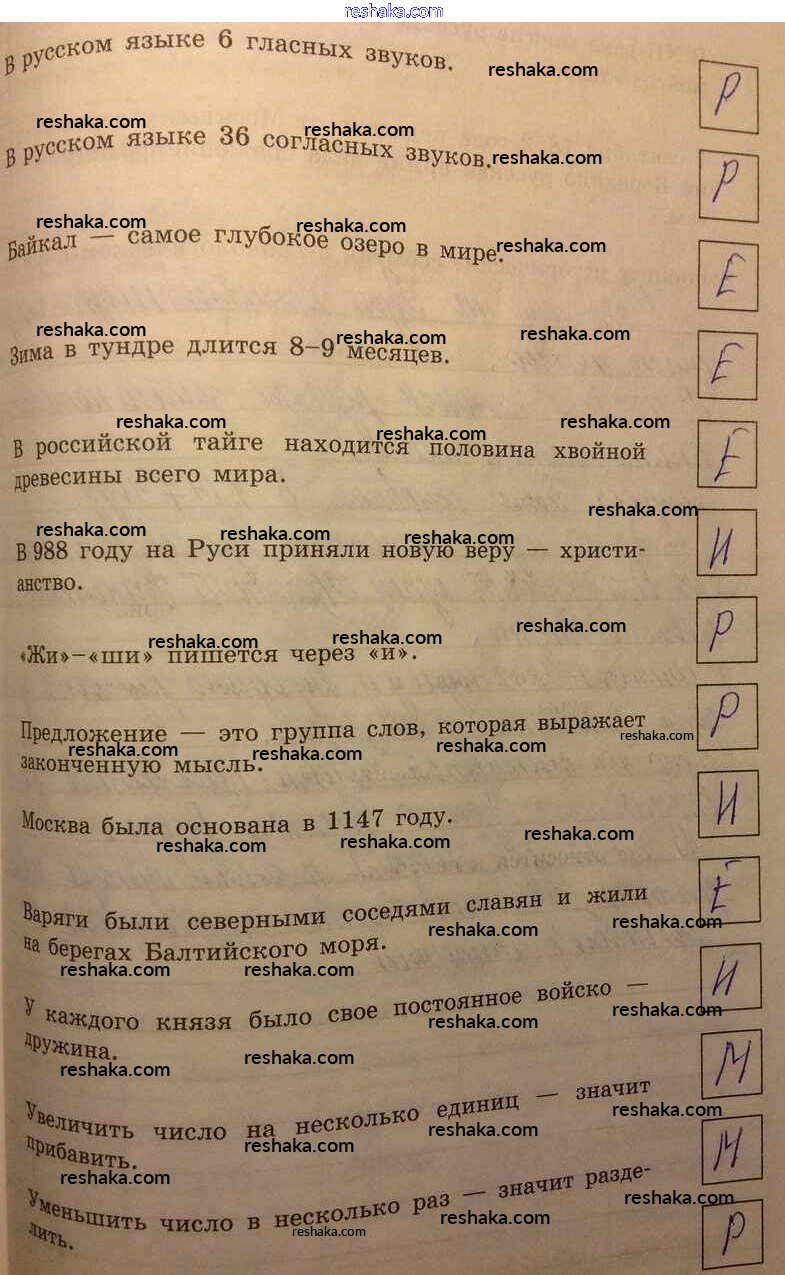 reshaka.com
В русском языке 6 гласных звуков.
reshaka.com
Р
reshaka.com
reshaka.com
В русском языке 36 согласных звуков.
reshaka.com
Р
reshaka.com
reshaka.com
Байкал — самое глубокое озеро в мире.
reshaka.com
Е
reshaka.com
reshaka.com
reshaka.com
Зима в тундре длится 8–9 месяцев.
Е
reshaka.com
reshaka.com
reshaka.com
В российской тайге находится половина хвойной
древесины всего мира.
Е
reshaka.com
reshaka.com
reshaka.com
reshaka.com
В 988 году на Руси приняли новую веру — христи-
анство.
И
reshaka.com
reshaka.com
reshaka.com
«Жи»–«ши» пишется через «и».
Р
Предложение — это группа слов, которая выражает
reshaka.com
reshaka.com
reshaka.com
reshaka.com
законченную мысль.
Р
Москва была основана в 1147 году.
reshaka.com
reshaka.com
reshaka.com
И
Варяги были северными соседями славян и жили
reshaka.com
reshaka.com
на берегах Балтийского моря.
reshaka.com
reshaka.com
Е
У каждого князя было свое постоянное войско —
reshaka.com
reshaka.com
дружина.
reshaka.com
reshaka.com
И
Увеличить число на несколько единиц — значит
reshaka.com
reshaka.com
reshaka.com
прибавить.
reshaka.com
М
М
Уменьшить число в несколько раз — значит разде-
reshaka.com
reshaka.com
reshaka.com
лить.
Р